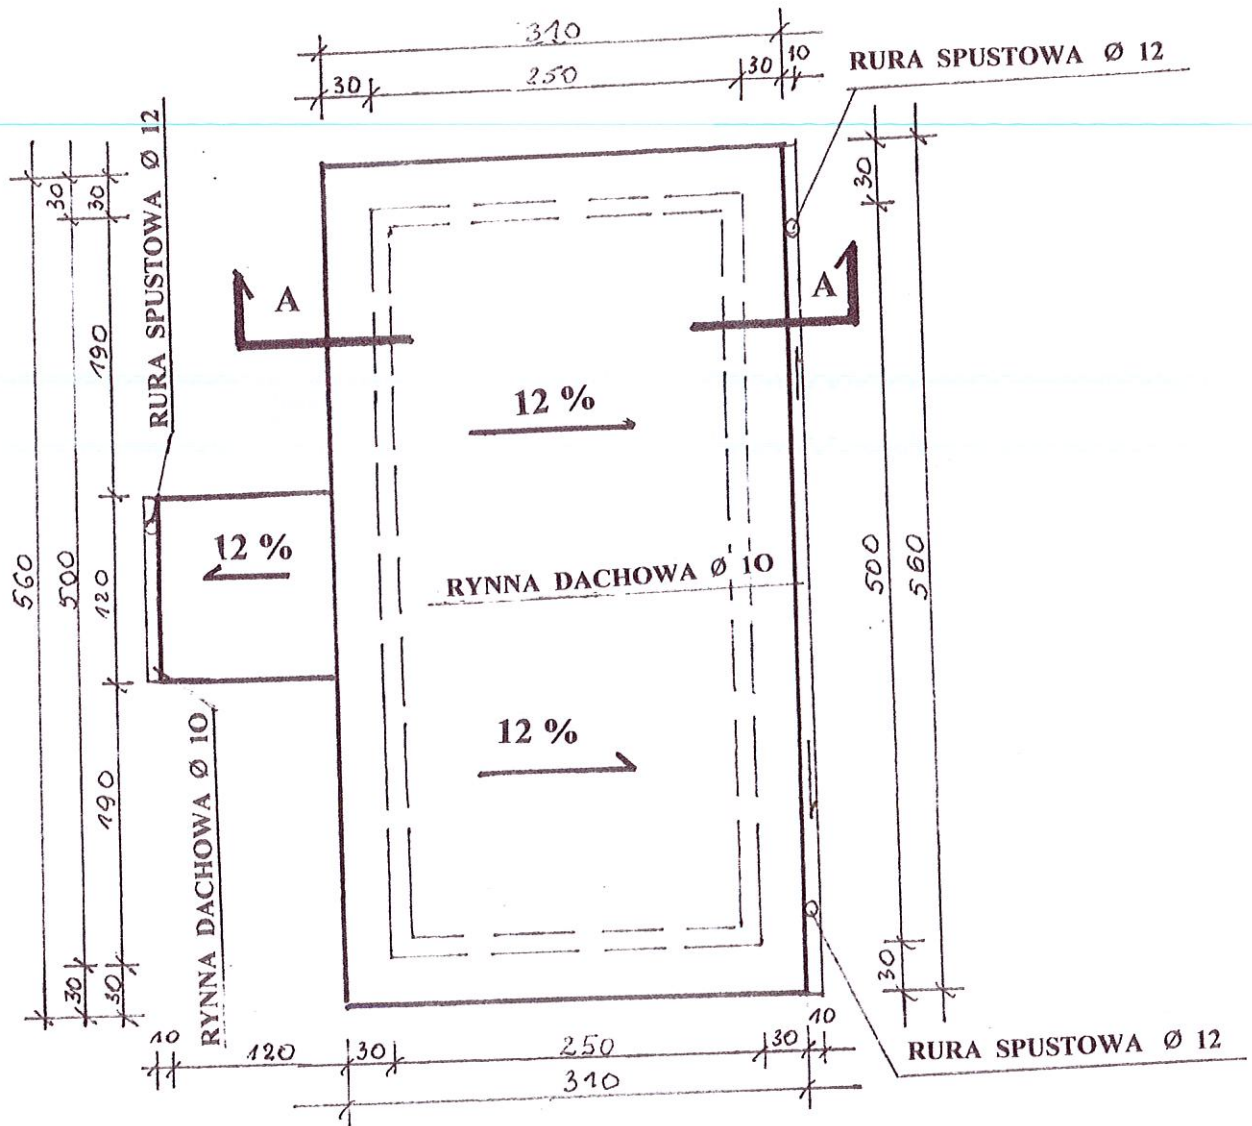 310
30 250 30 10
RURA SPUSTOWA Ø 12
RURA SPUSTOWA Ø 12
30 30
30
190
A A
12 %
560 500 120
12 %
500 560
RYNNA DACHOWA Ø 10
12 %
190
RYNNA DACHOWA Ø 10
30 30
30
10 120 30 250 30 10
310
RURA SPUSTOWA Ø 12